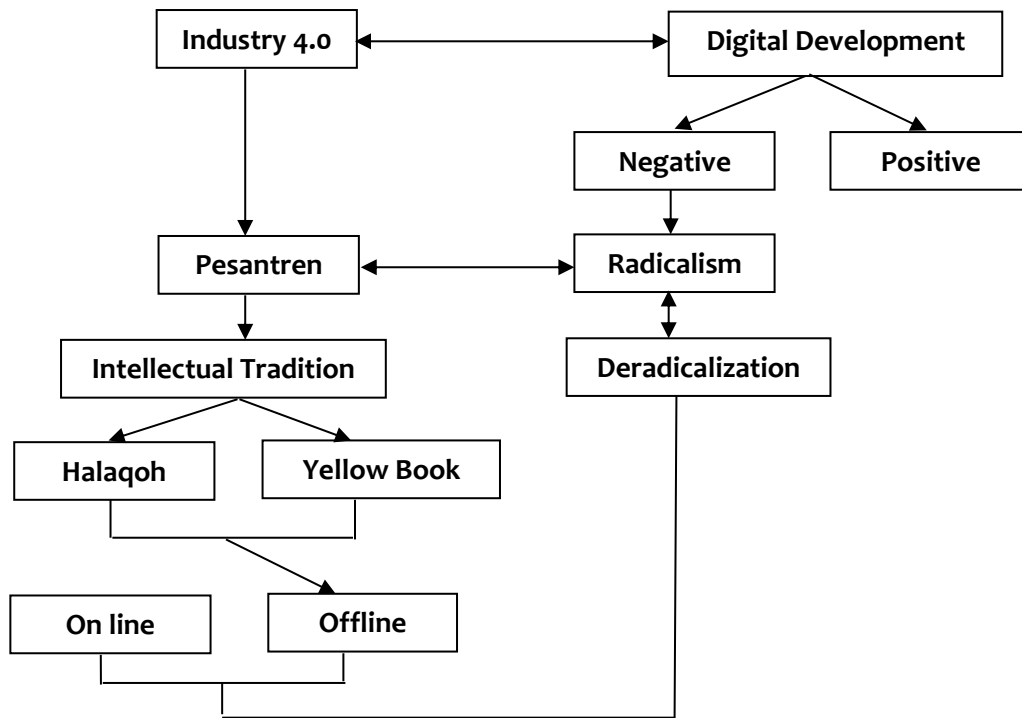 Industry 4.0
Digital Development
Negative
Positive
Pesantren
Radicalism
Intellectual Tradition
Deradicalization
Halaqoh
Yellow Book
On line
Offline